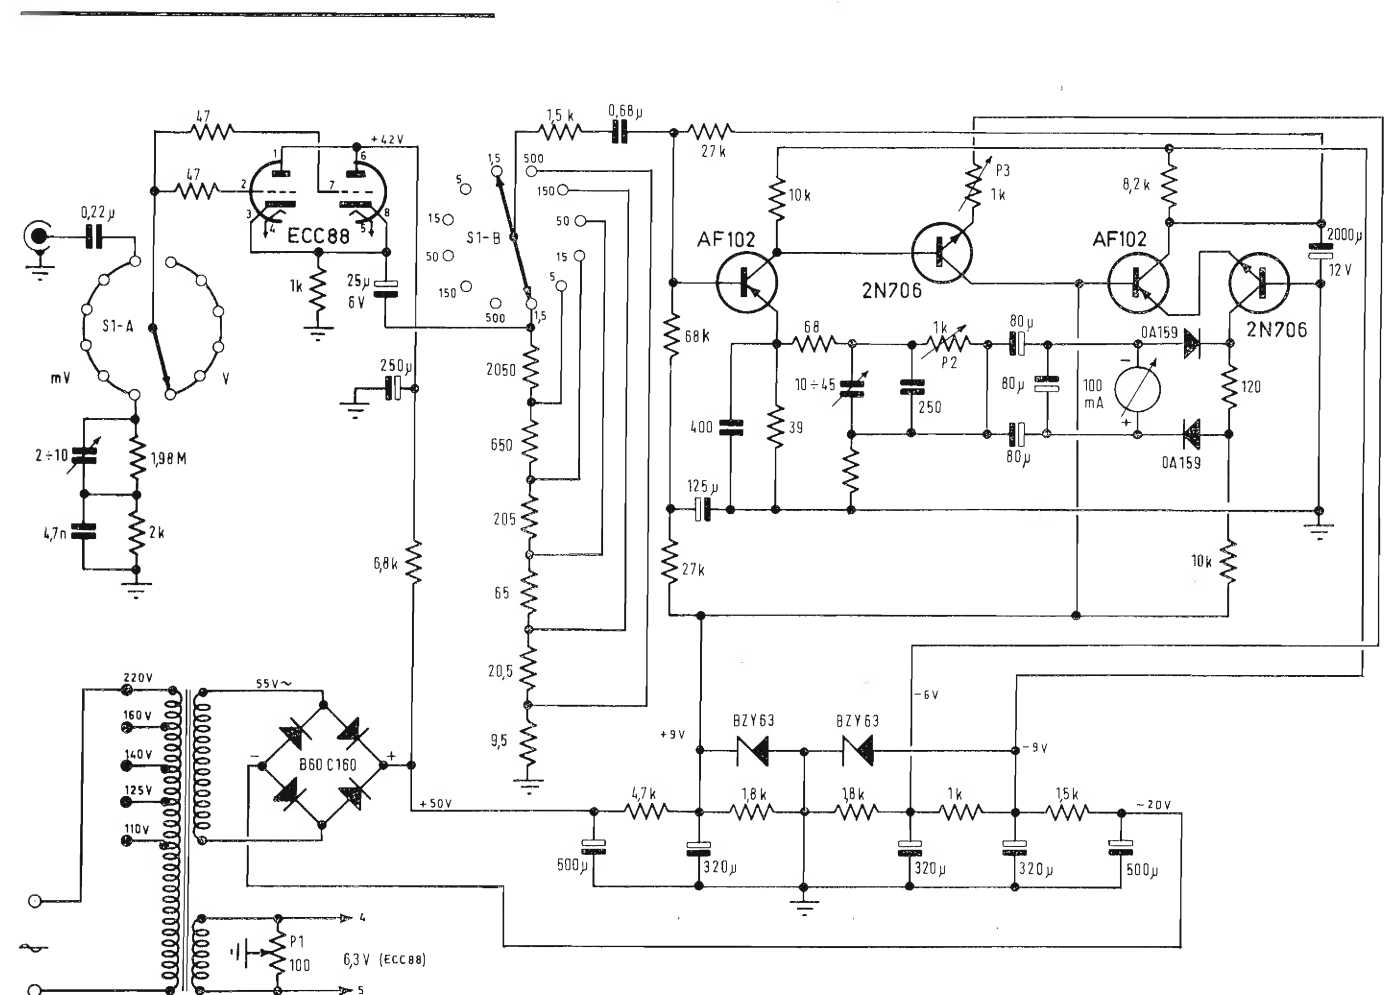 47
1,5 k
0,68µ
27k
+42V
1
6
47
2
7
3
4
5
8
ECC88
0,22µ
1,5
500
5
150
15
50
S1-B
50
15
150
5
500
1,5
10k
P3
1k
8,2k
AF102
2N706
AF102
2N706
2000µ
12V
1k
25µ
6V
S1-A
mV
V
250µ
2050
68k
68
1k
P2
80µ
0A159
10÷45
250
80µ
100
mA
−
+
120
400
39
80µ
0A159
650
2÷10
1,98M
4,7n
2k
125µ
205
6,8k
27k
10k
65
20,5
9,5
220V
160V
140V
125V
110V
55V~
B60 C160
−
+
+50V
+9V
BZY63
BZY63
−6V
−9V
4,7k
1,8k
1,8k
1k
1,5k
−20V
500µ
320µ
320µ
320µ
500µ
4
P1
100
6,3V (ECC88)
5